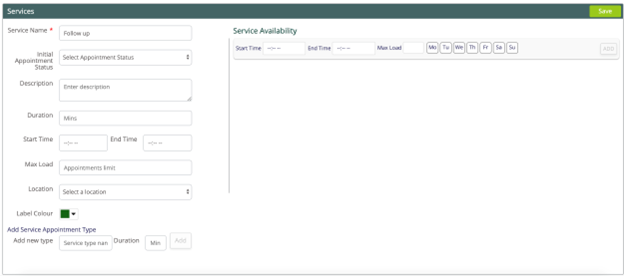 Services
Save
Service Name *
Follow up
Initial Appointment Status
Select Appointment Status
Description
Enter description
Duration
Mins
Start Time
--:-- --
End Time
--:-- --
Max Load
Appointments limit
Location
Select a location
Label Colour
Add Service Appointment Type
Add new type
Service type nan
Duration
Min
Add
Service Availability
Start Time --:-- -- End Time --:-- -- Max Load Mo Tu We Th Fr Sa Su ADD